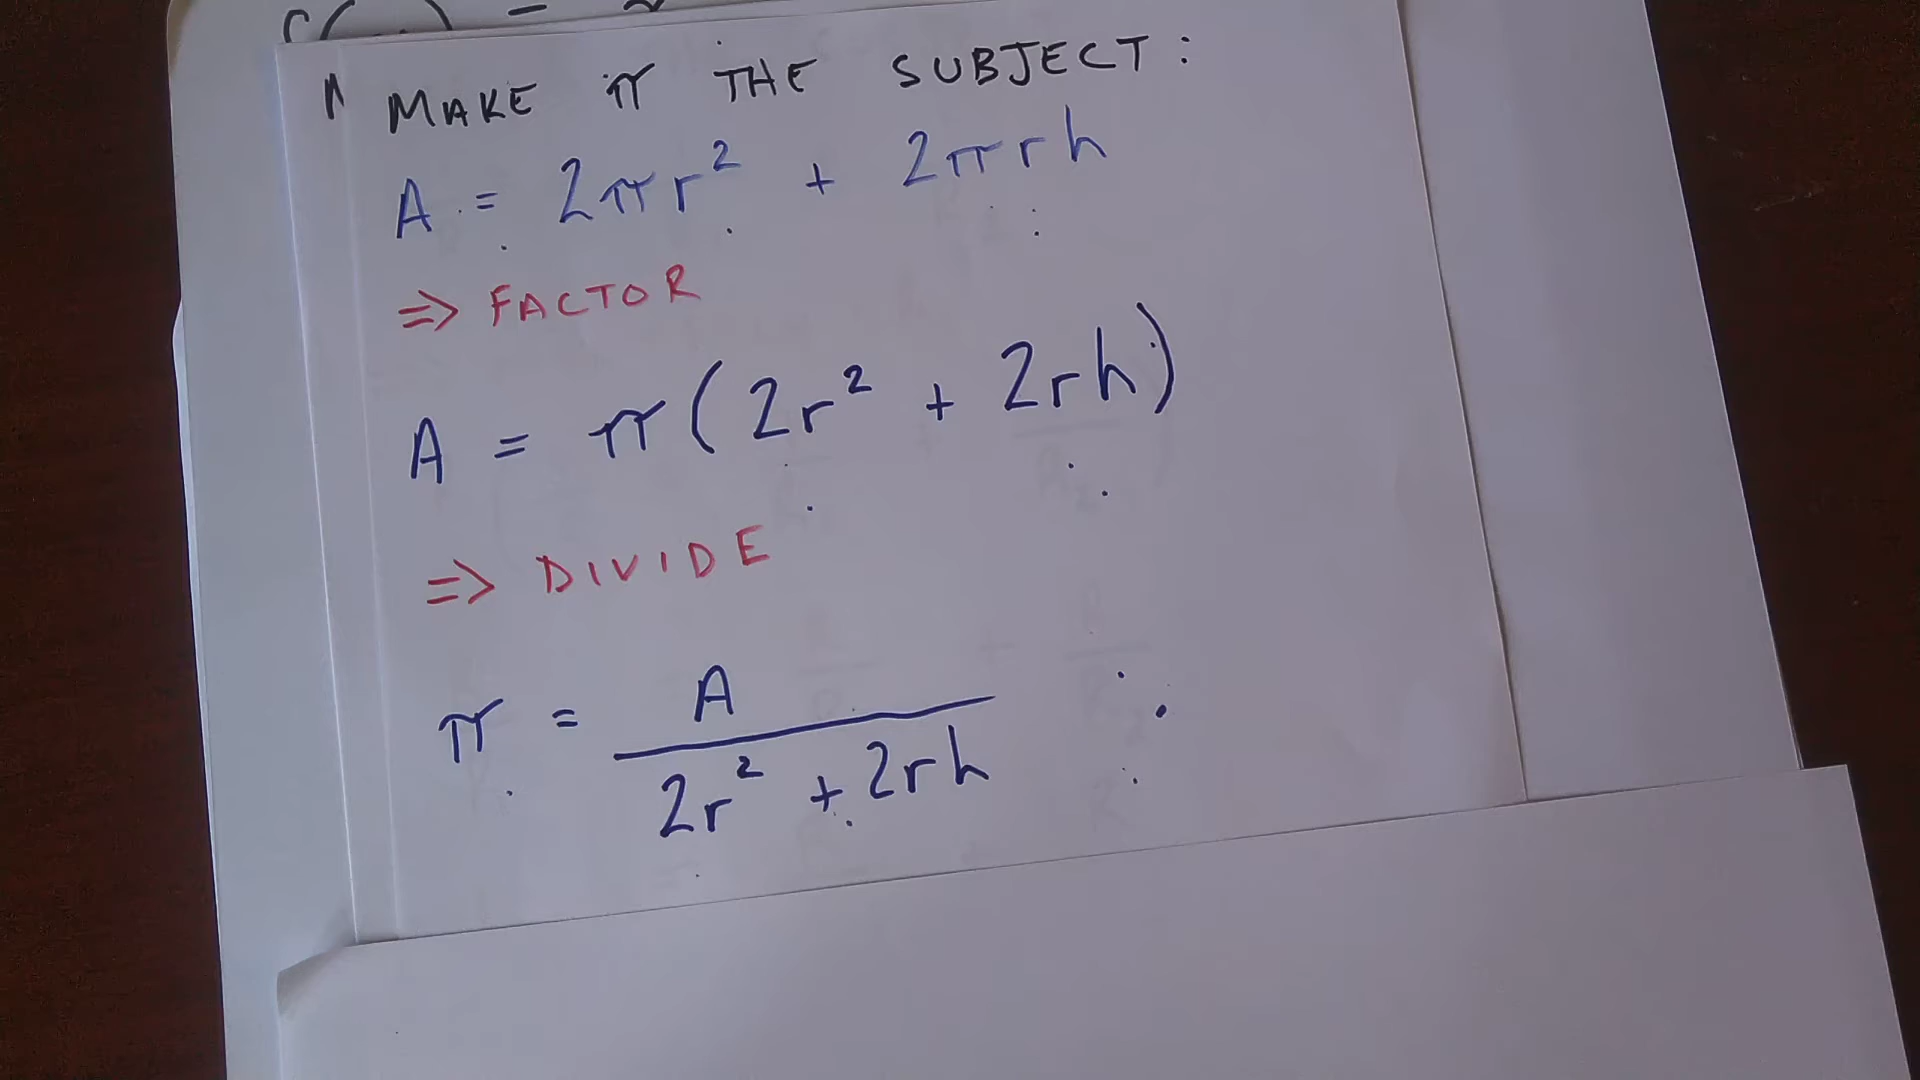 MAKE π THE SUBJECT:
A = 2πr² + 2πrh
=> FACTOR
A = π(2r² + 2rh)
=> DIVIDE
π = A / (2r² + 2rh)